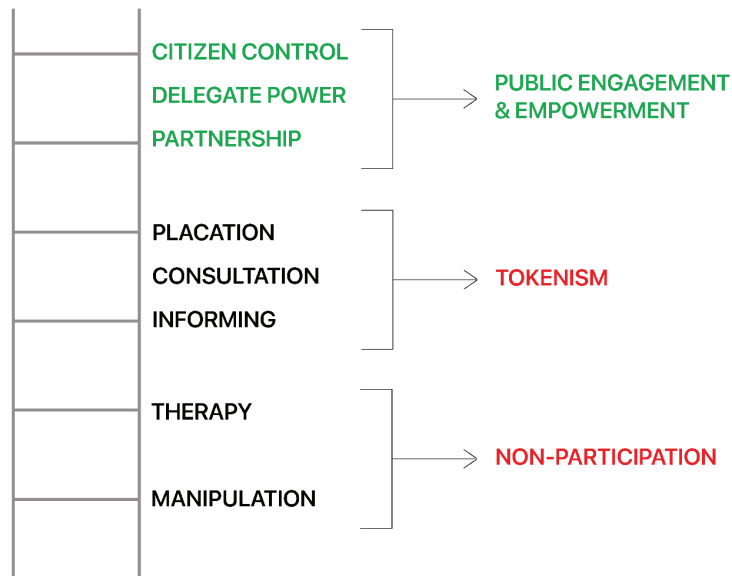 CITIZEN CONTROL
DELEGATE POWER
PARTNERSHIP
PUBLIC ENGAGEMENT
& EMPOWERMENT
PLACATION
CONSULTATION
INFORMING
TOKENISM
THERAPY
MANIPULATION
NON-PARTICIPATION